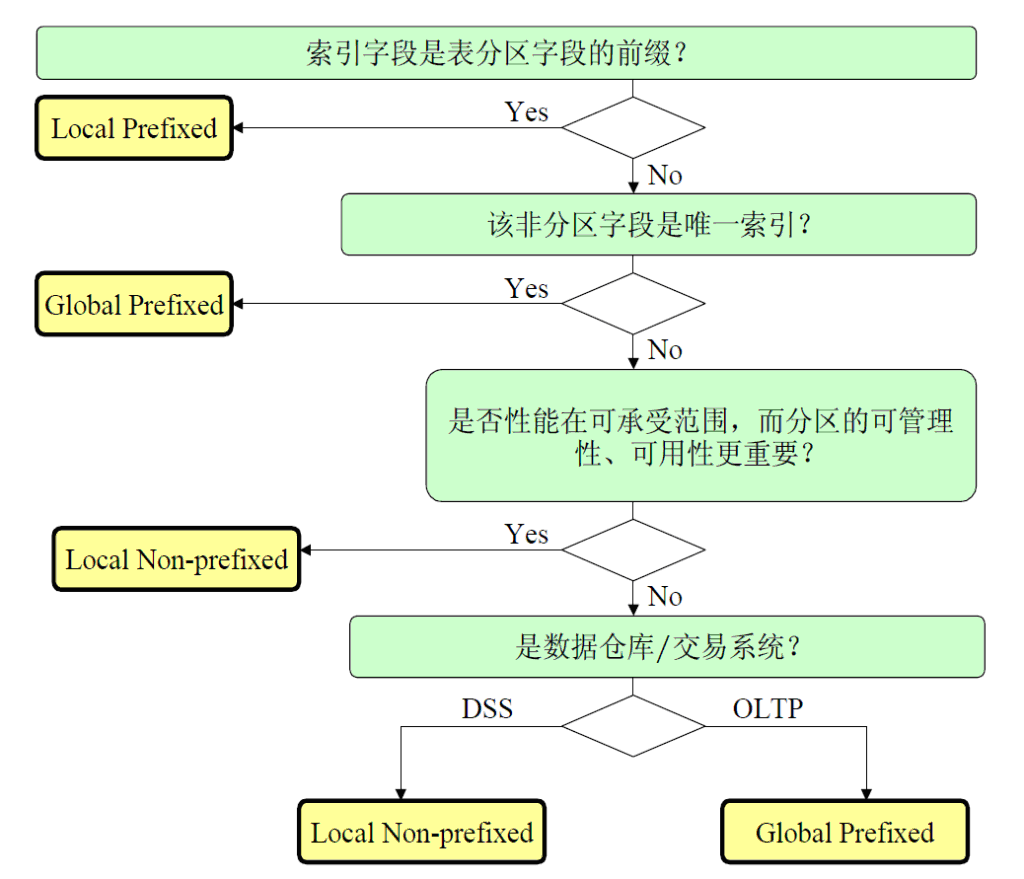 索引字段是表分区字段的前缀？
Yes
Local Prefixed
No
该非分区字段是唯一索引？
Yes
Global Prefixed
No
是否性能在可承受范围，而分区的可管理
性、可用性更重要？
Yes
Local Non-prefixed
No
是数据仓库/交易系统？
DSS
OLTP
Local Non-prefixed
Global Prefixed